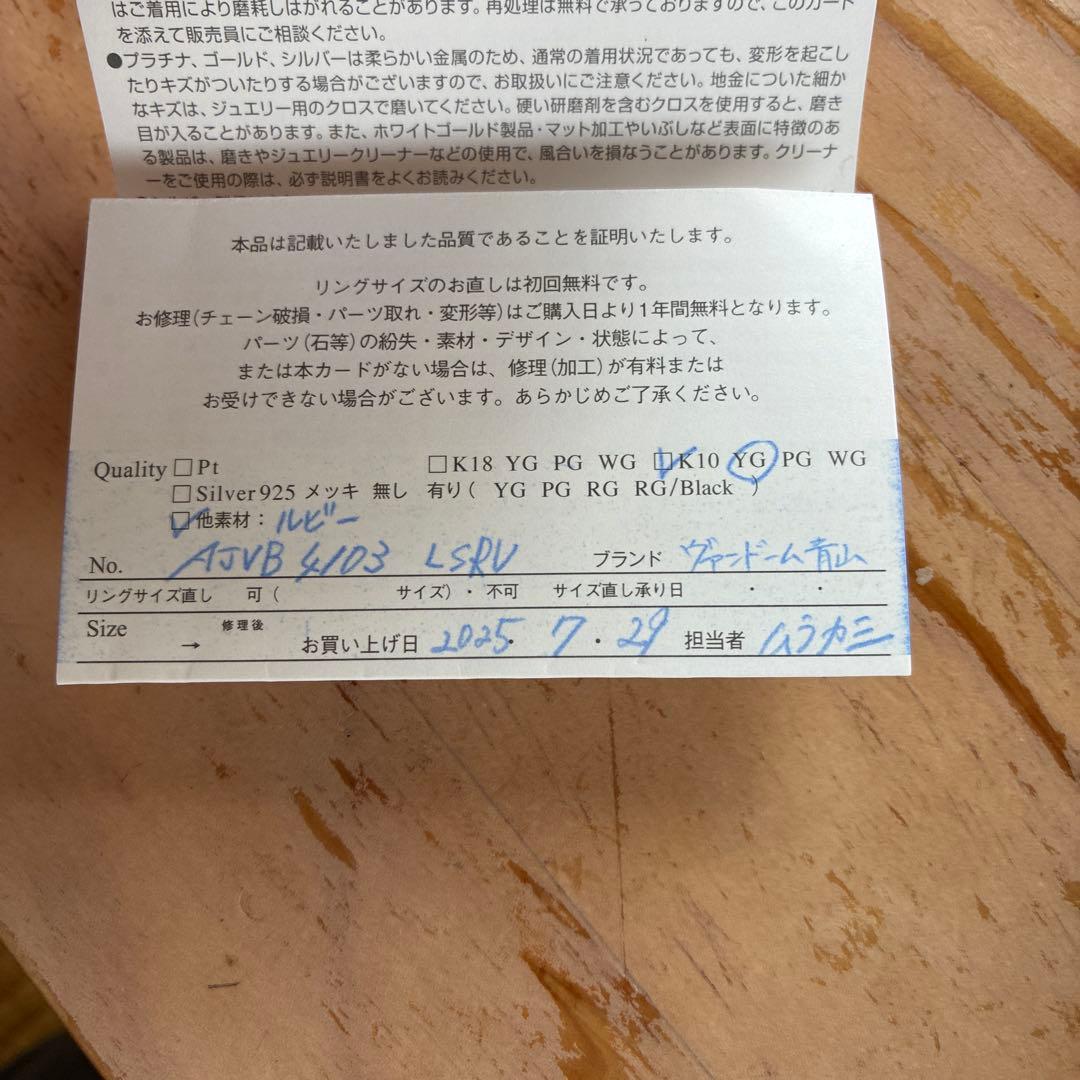 はご着用により磨耗しはがれることがあります。再処理は無料で承っておりますので、このカード
を添えて販売員にご相談ください。
●プラチナ、ゴールド、シルバーは柔らかい金属のため、通常の着用状況であっても、変形を起こし
たりキズがついたりする場合がございますので、お取扱いにご注意ください。地金についた細か
なキズは、ジュエリー用のクロスで磨いてください。硬い研磨剤を含むクロスを使用すると、磨き
目が入ることがあります。また、ホワイトゴールド製品・マット加工やいぶしなど表面に特徴のあ
る製品は、磨きやジュエリークリーナーなどの使用で、風合いを損なうことがあります。クリーナ
ーをご使用の際は、必ず説明書をよくお読みください。
本品は記載いたしました品質であることを証明いたします。
リングサイズのお直しは初回無料です。
お修理(チェーン破損・パーツ取れ・変形等)はご購入日より1年間無料となります。
パーツ(石等)の紛失・素材・デザイン・状態によって、
または本カードがない場合は、修理(加工)が有料または
お受けできない場合がございます。あらかじめご了承ください。
Quality □Pt □K18 YG PG WG ☑K10 YG PG WG
□Silver925 メッキ 無し 有り( YG PG RG RG/Black )
☑他素材：ルビー
No. AJVB 4103 LSRU ブランド ヴァンドーム青山
リングサイズ直し 可( サイズ)・不可 サイズ直し承り日 ・ ・
Size → 修理後 お買い上げ日 2025・7・29 担当者 ムラカミ